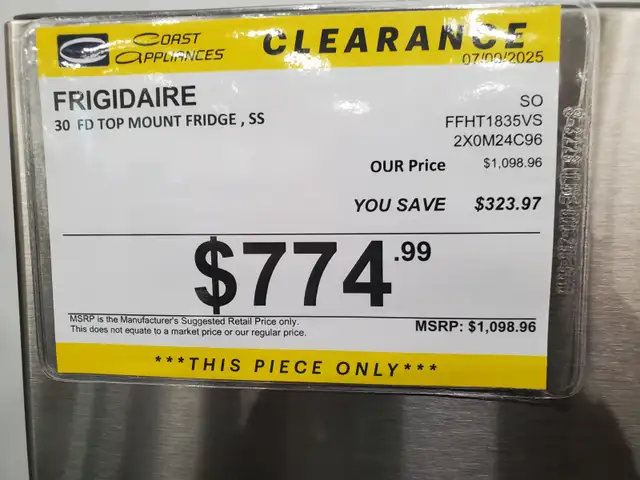 COAST APPLIANCES
CLEARANCE
07/09/2025
FRIGIDAIRE
30 FD TOP MOUNT FRIDGE , SS
SO
FFHT1835VS
2X0M24C96
OUR Price $1,098.96
YOU SAVE $323.97
$774.99
MSRP is the Manufacturer's Suggested Retail Price only.
This does not equate to a market price or our regular price.
MSRP: $1,098.96
***THIS PIECE ONLY***